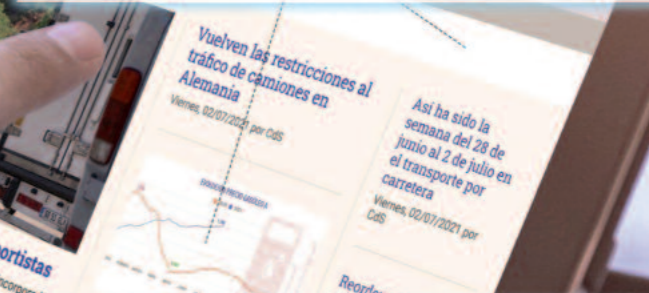 Vuelven las restricciones al
tráfico de camiones en
Alemania
Viernes, 02/07/2021 por CdS
Así ha sido la
semana del 28 de
junio al 2 de julio en
el transporte por
carretera
Viernes, 02/07/2021 por
CdS